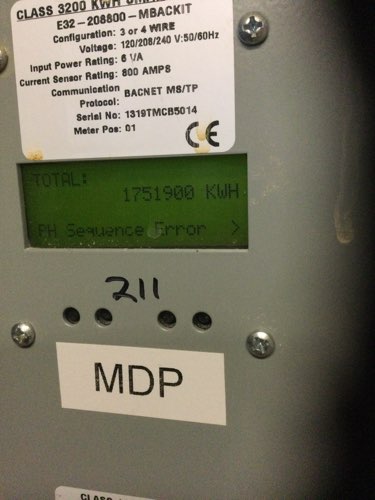 CLASS 3200 KWH
E32-208800-MBACKIT
Configuration: 3 or 4 WIRE
Voltage: 120/208/240 V:50/60Hz
Input Power Rating: 6 VA
Current Sensor Rating: 800 AMPS
Communication Protocol: BACNET MS/TP
Serial No: 1319TMCB5014
Meter Pos: 01
CE
TOTAL:
1751900 KWH
PH Sequence Error >
211
MDP
CLASS